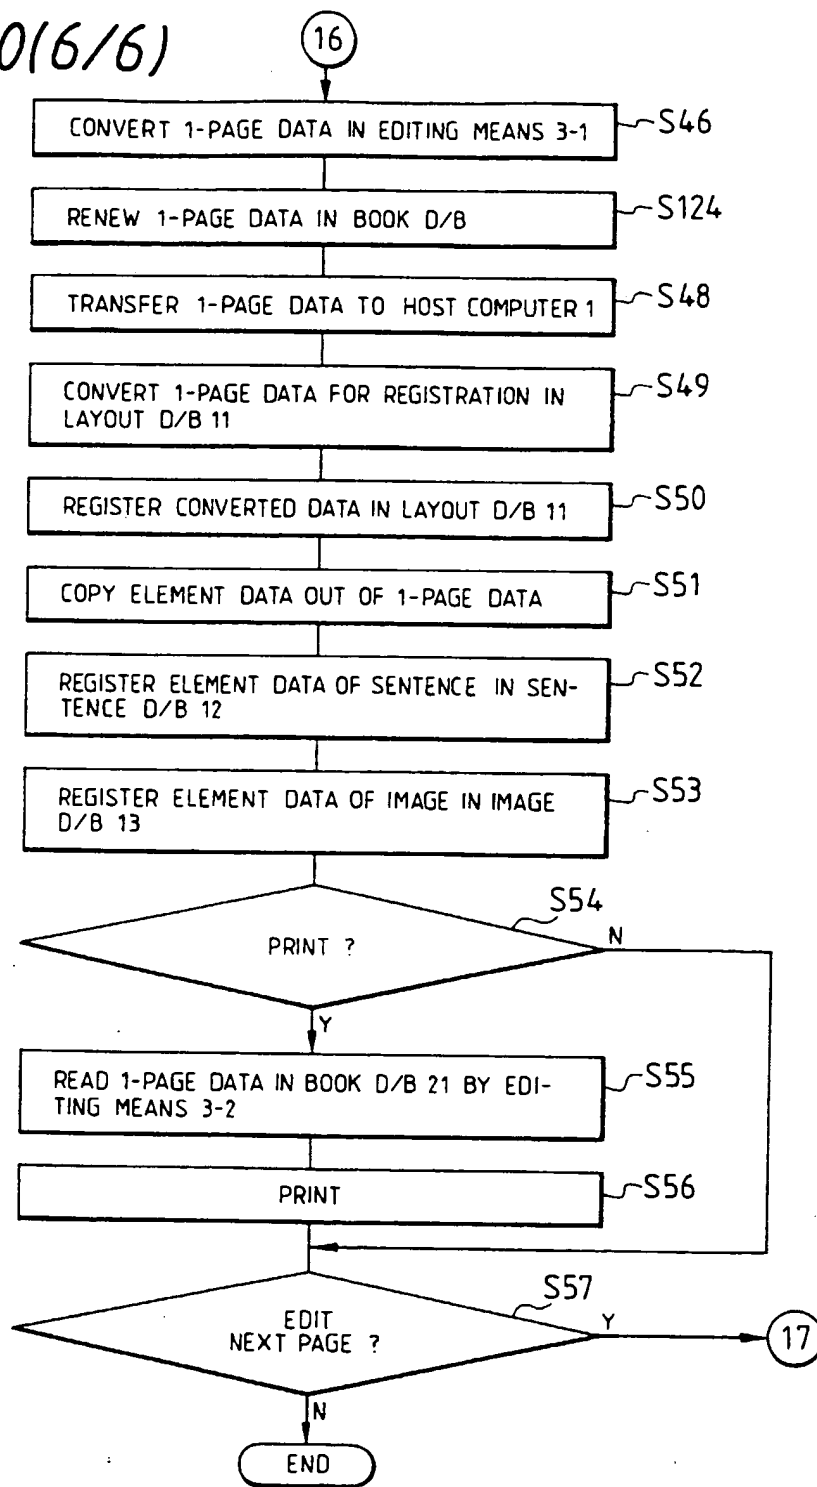 0(6/6)
16
CONVERT 1-PAGE DATA IN EDITING MEANS 3-1
S46
RENEW 1-PAGE DATA IN BOOK D/B
S124
TRANSFER 1-PAGE DATA TO HOST COMPUTER 1
S48
CONVERT 1-PAGE DATA FOR REGISTRATION IN
LAYOUT D/B 11
S49
REGISTER CONVERTED DATA IN LAYOUT D/B 11
S50
COPY ELEMENT DATA OUT OF 1-PAGE DATA
S51
REGISTER ELEMENT DATA OF SENTENCE IN SEN-
TENCE D/B 12
S52
REGISTER ELEMENT DATA OF IMAGE IN IMAGE
D/B 13
S53
S54
PRINT ?
N
Y
READ 1-PAGE DATA IN BOOK D/B 21 BY EDI-
TING MEANS 3-2
S55
PRINT
S56
S57
EDIT
NEXT PAGE ?
Y
17
N
END